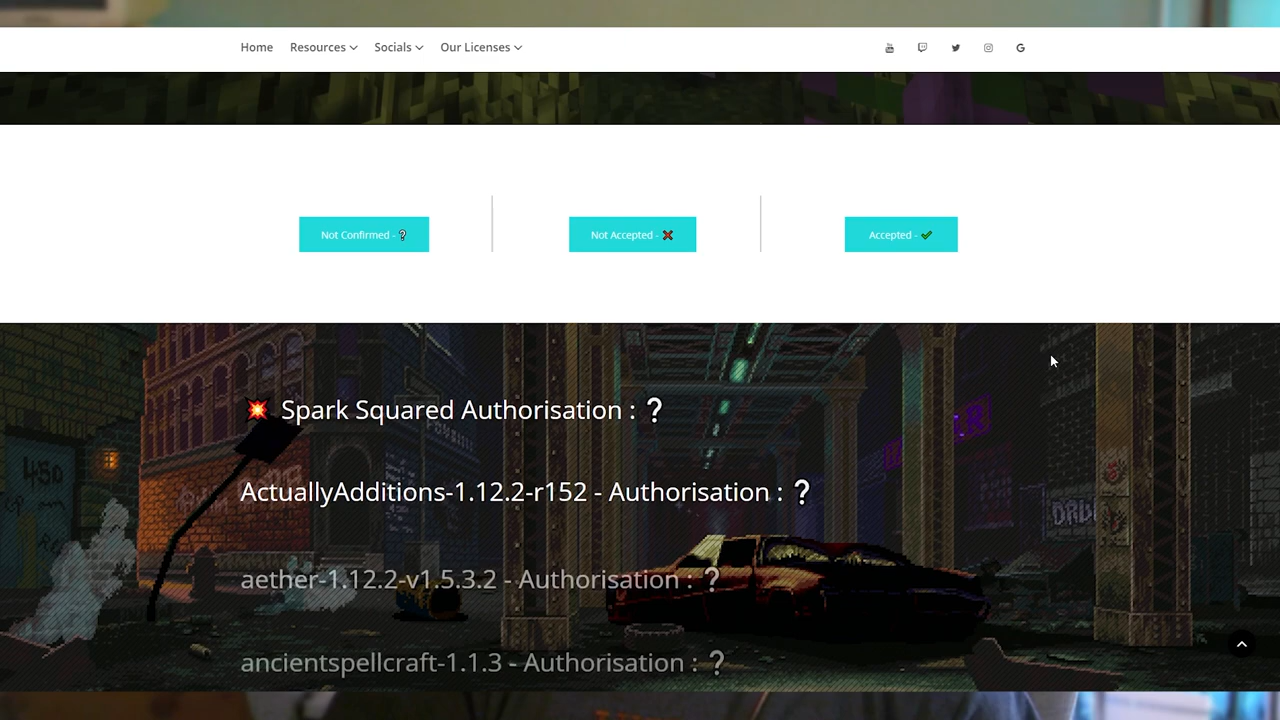 Home Resources Socials Our Licenses
Not Confirmed - ❔ Not Accepted - ❌ Accepted - ✔
💥 Spark Squared Authorisation : ❔
ActuallyAdditions-1.12.2-r152 - Authorisation : ❔
aether-1.12.2-v1.5.3.2 - Authorisation : ❔
ancientspellcraft-1.1.3 - Authorisation : ❔
450